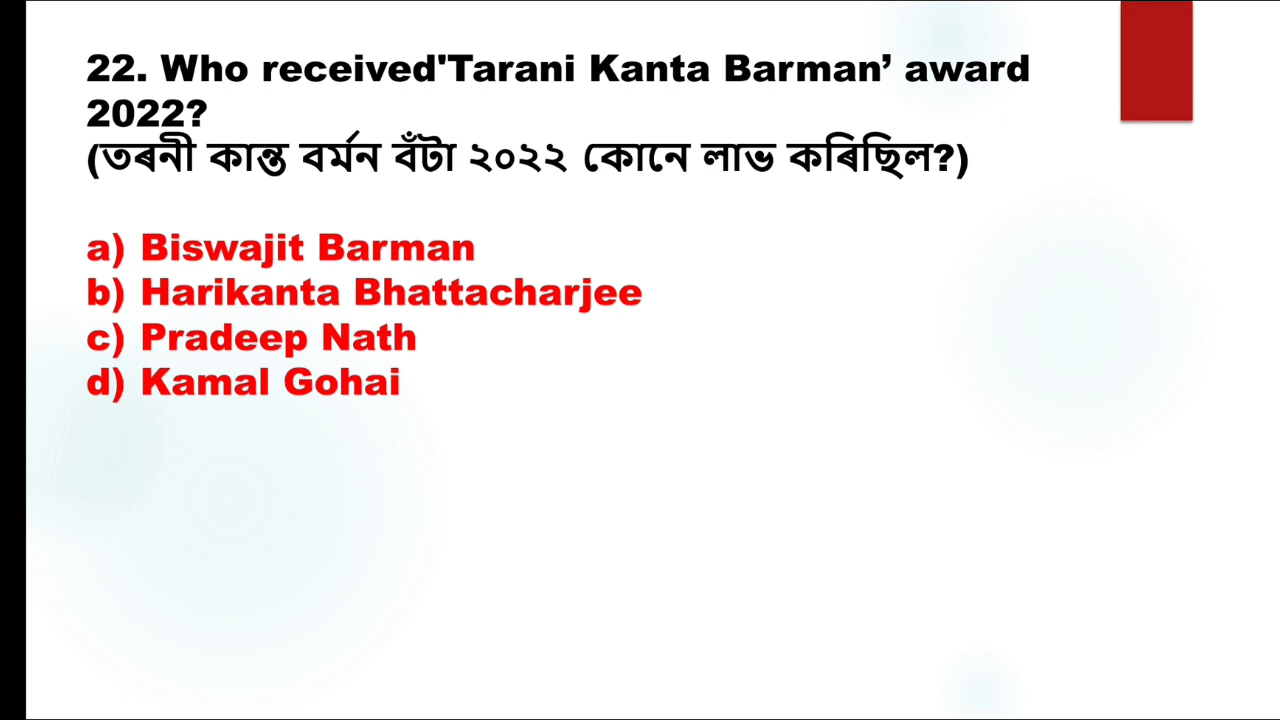 22. Who received'Tarani Kanta Barman’ award
2022?
(তৰনী কান্ত বৰ্মন বঁটা ২০২২ কোনে লাভ কৰিছিল?)
a) Biswajit Barman
b) Harikanta Bhattacharjee
c) Pradeep Nath
d) Kamal Gohai